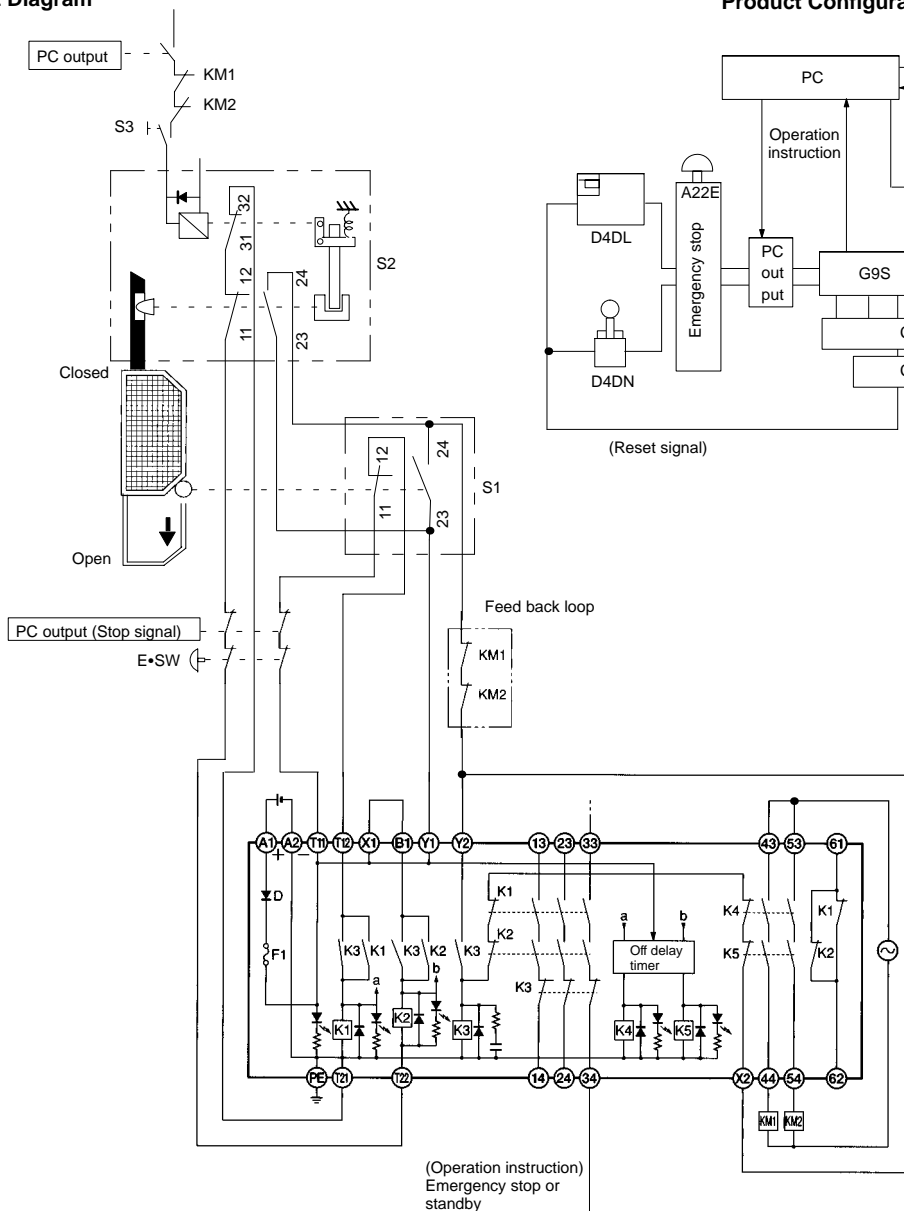 Diagram
Product Configura
PC output
KM1
KM2
S3
32
31
12
11
24
23
S2
Closed
Open
12
11
24
23
S1
PC output (Stop signal)
E•SW
Feed back loop
KM1
KM2
PC
Operation
instruction
D4DL
D4DN
A22E
Emergency stop
PC
out
put
G9S
(Reset signal)
A1 A2 T11 T12 X1 B1 Y1 Y2 13 23 33 43 53 61
+ −
D
F1
K3 K1 K3 K2 K3
a
b
K1
K2
K3
K1
K2
K3
a b
Off delay
timer
K4
K5
K4
K5
K1
K2
PE T21 T22 14 24 34 X2 44 54 62
KM1 KM2
(Operation instruction)
Emergency stop or
standby